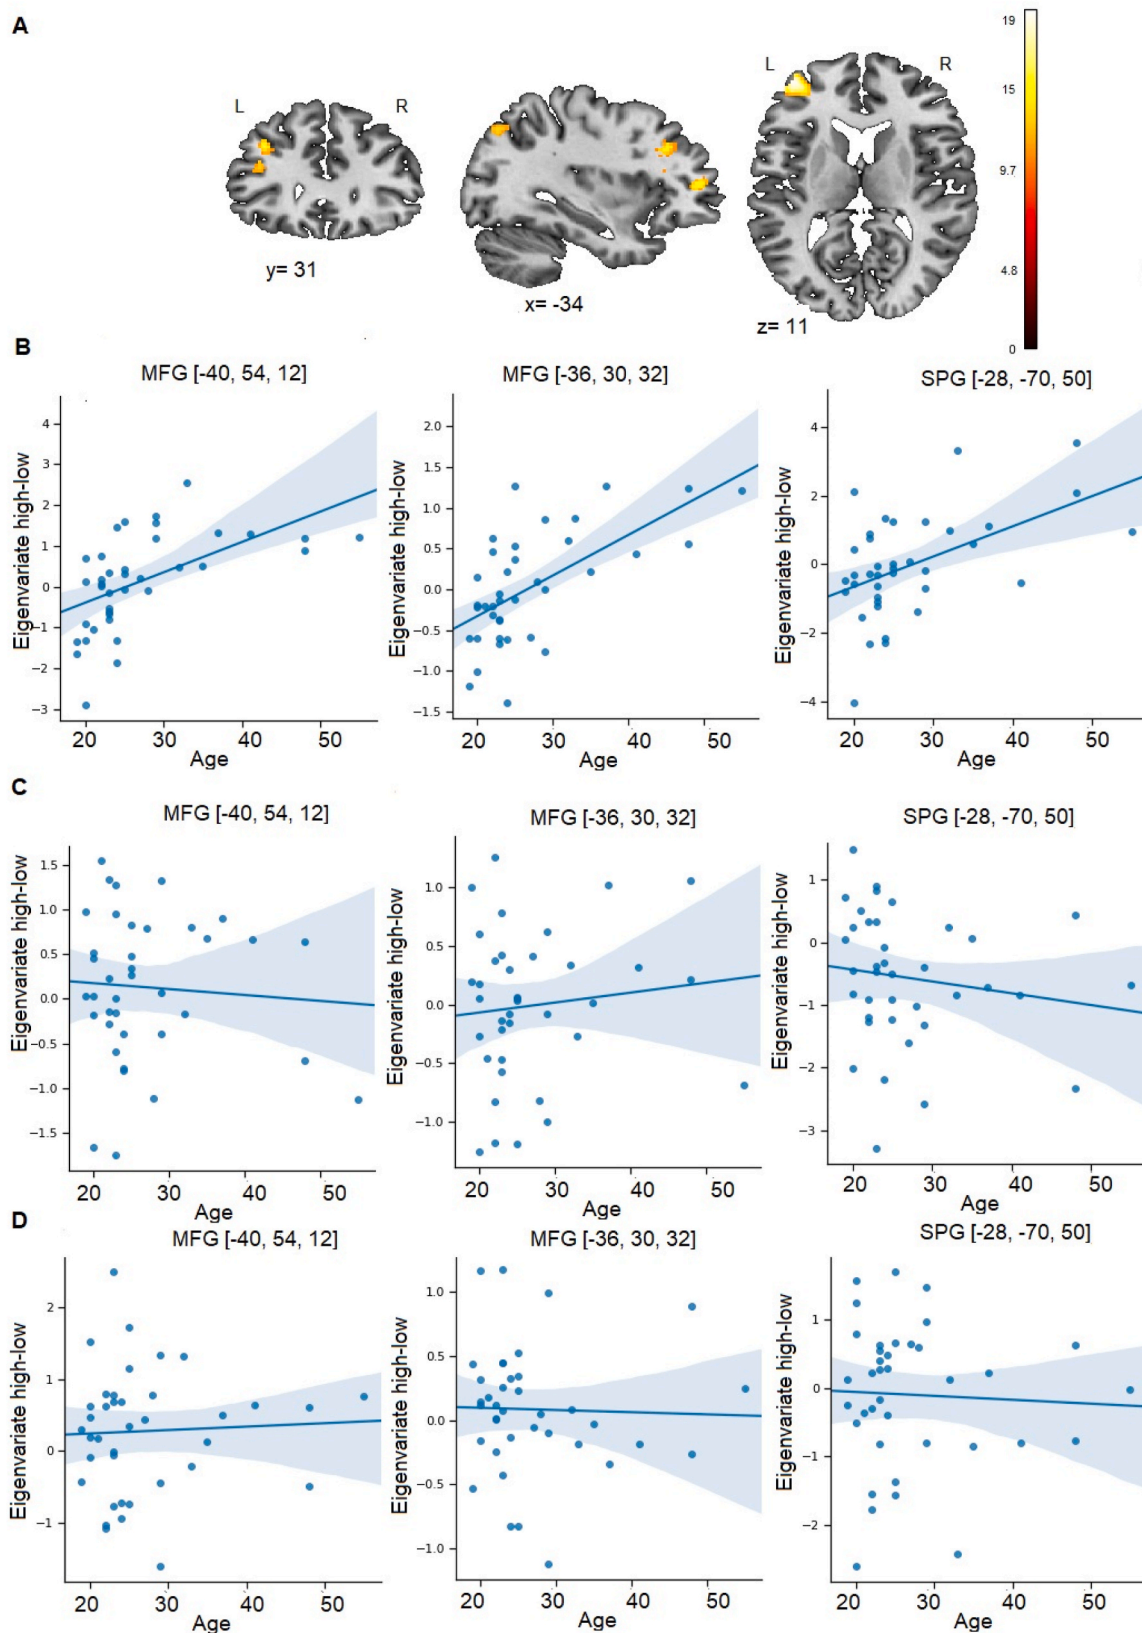 A
L
R
y= 31
x= -34
L
R
z= 11
19
15
9.7
4.8
0
B
MFG [-40, 54, 12]
Eigenvariate high-low
4
3
2
1
0
−1
−2
−3
20 30 40 50
Age
MFG [-36, 30, 32]
Eigenvariate high-low
2.0
1.5
1.0
0.5
0.0
−0.5
−1.0
−1.5
20 30 40 50
Age
SPG [-28, -70, 50]
Eigenvariate high-low
4
2
0
−2
−4
20 30 40 50
Age
C
MFG [-40, 54, 12]
Eigenvariate high-low
1.5
1.0
0.5
0.0
−0.5
−1.0
−1.5
20 30 40 50
Age
MFG [-36, 30, 32]
Eigenvariate high-low
1.0
0.5
0.0
−0.5
−1.0
20 30 40 50
Age
SPG [-28, -70, 50]
Eigenvariate high-low
1
0
−1
−2
−3
20 30 40 50
Age
D
MFG [-40, 54, 12]
Eigenvariate high-low
2
1
0
−1
20 30 40 50
Age
MFG [-36, 30, 32]
Eigenvariate high-low
1.0
0.5
0.0
−0.5
−1.0
20 30 40 50
Age
SPG [-28, -70, 50]
Eigenvariate high-low
1
0
−1
−2
20 30 40 50
Age